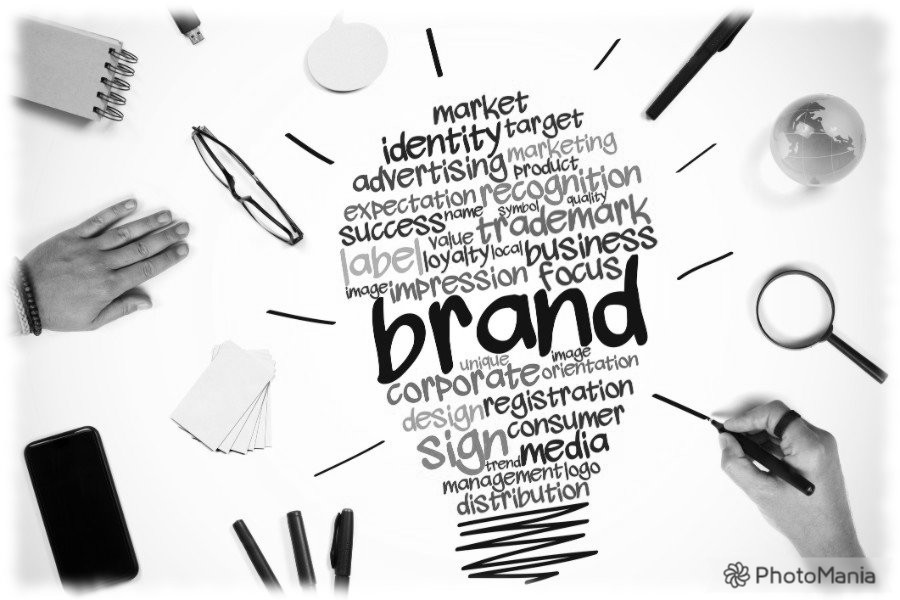 market
identity target
advertising marketing
product
expectation recognition
success name symbol quality
trademark
label value loyalty local business
image impression focus
brand
unique image
corporate orientation
design registration
sign consumer
trend media
management logo
distribution
PhotoMania